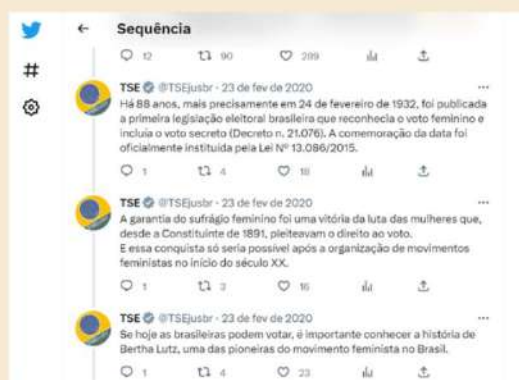 Sequência
12 90 289
TSE @TSEjusbr · 23 de fev de 2020
Há 88 anos, mais precisamente em 24 de fevereiro de 1932, foi publicada
a primeira legislação eleitoral brasileira que reconhecia o voto feminino e
incluía o voto secreto (Decreto n. 21.076). A comemoração da data foi
oficialmente instituída pela Lei Nº 13.086/2015.
1 4 18
TSE @TSEjusbr · 23 de fev de 2020
A garantia do sufrágio feminino foi uma vitória da luta das mulheres que,
desde a Constituinte de 1891, pleiteavam o direito ao voto.
E essa conquista só seria possível após a organização de movimentos
feministas no início do século XX.
1 3 16
TSE @TSEjusbr · 23 de fev de 2020
Se hoje as brasileiras podem votar, é importante conhecer a história de
Bertha Lutz, uma das pioneiras do movimento feminista no Brasil.
1 4 23